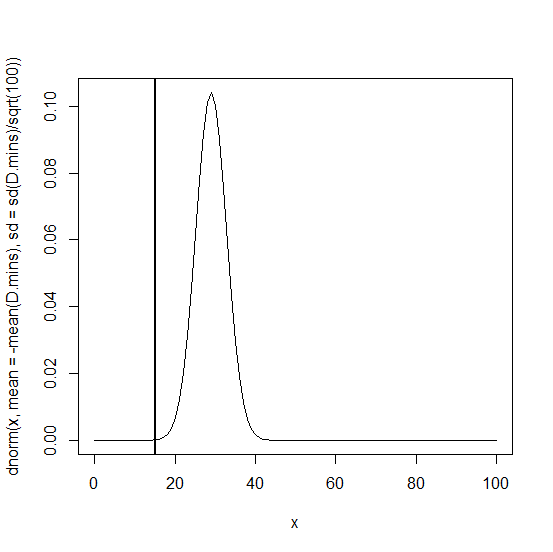 dnorm(x, mean = -mean(D.mins), sd = sd(D.mins)/sqrt(100))
0.10
0.08
0.06
0.04
0.02
0.00
0 20 40 60 80 100
x